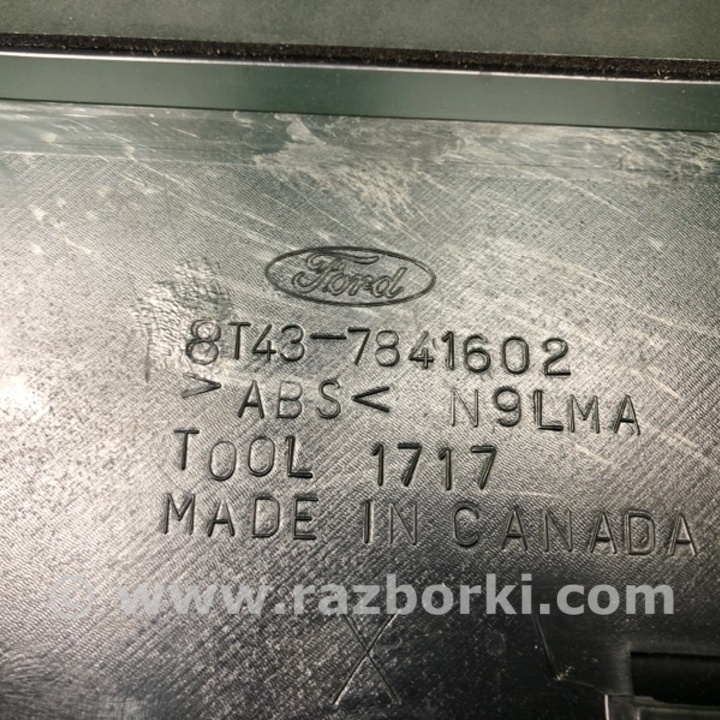 Ford
8T43-7841602
>ABS< N9LMA
TOOL 1717
MADE IN CANADA
© www.razborki.com
X